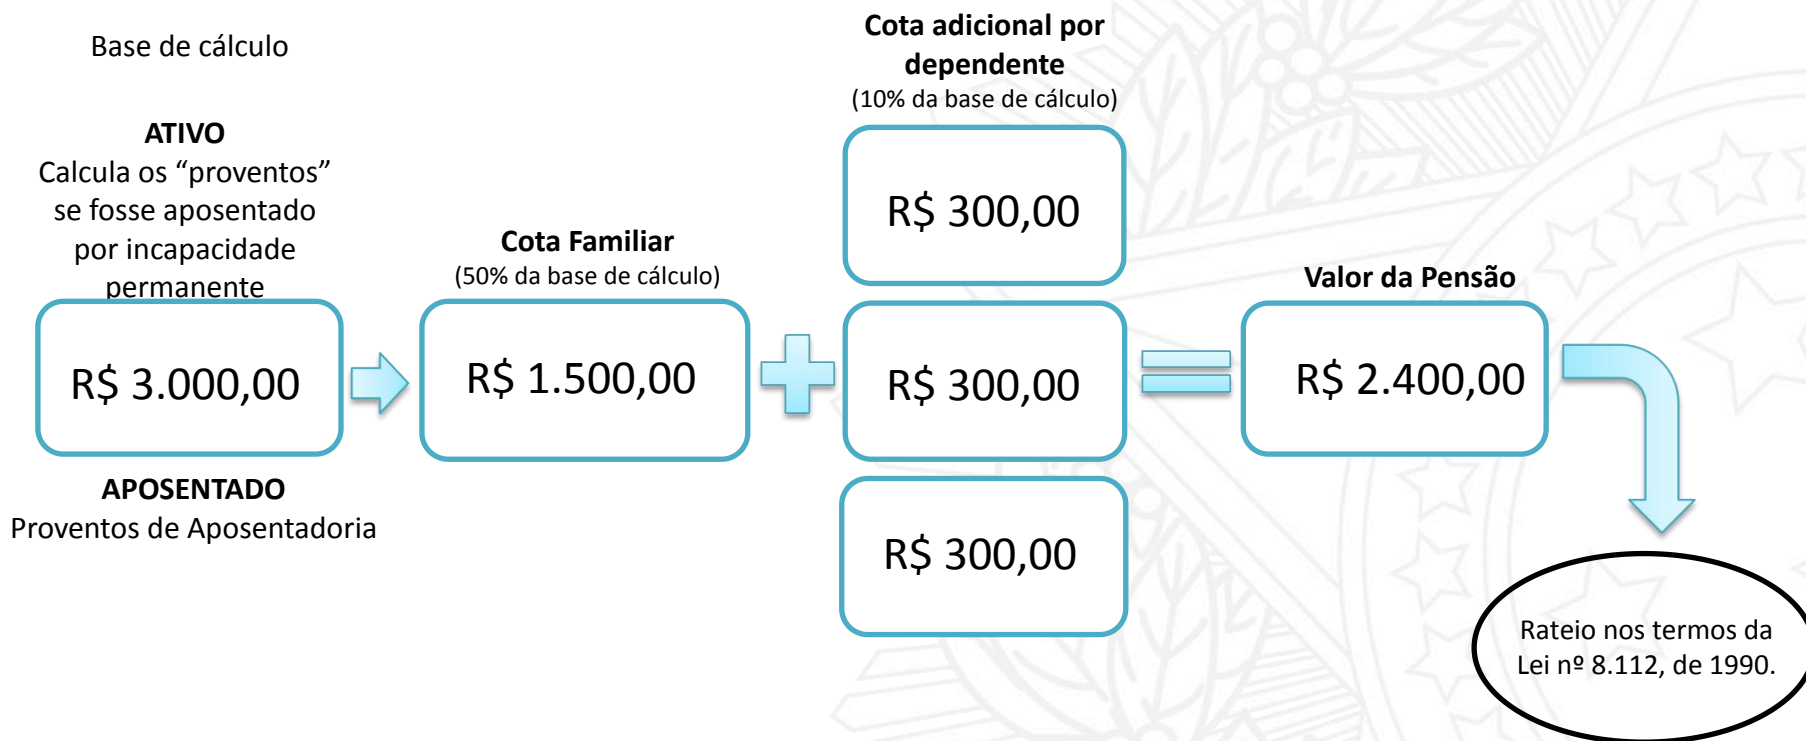 Base de cálculo
ATIVO
Calcula os “proventos”
se fosse aposentado
por incapacidade
permanente
R$ 3.000,00
APOSENTADO
Proventos de Aposentadoria
Cota Familiar
(50% da base de cálculo)
R$ 1.500,00
Cota adicional por
dependente
(10% da base de cálculo)
R$ 300,00
R$ 300,00
R$ 300,00
Valor da Pensão
R$ 2.400,00
Rateio nos termos da
Lei nº 8.112, de 1990.